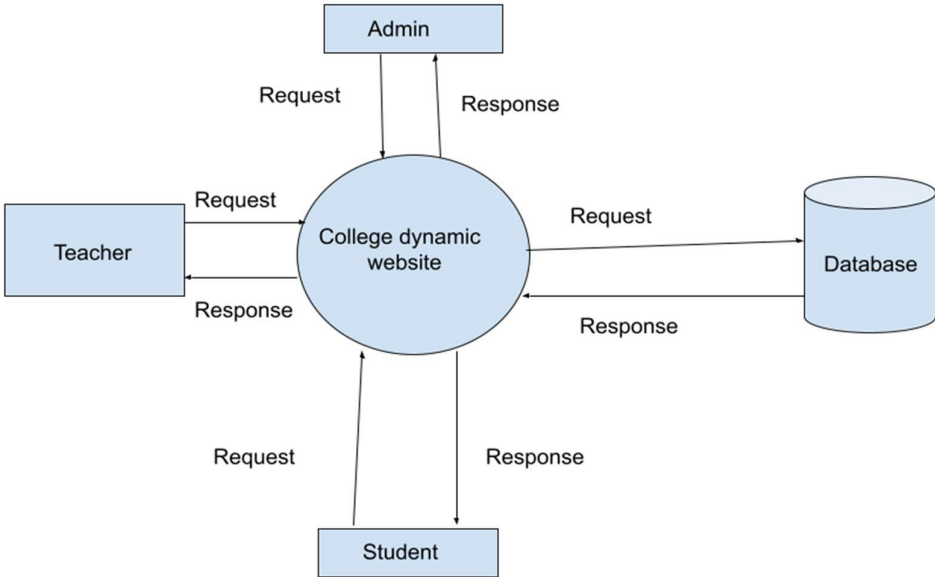 Admin
Request
Response
Request
Request
Teacher
College dynamic
website
Database
Response
Response
Request
Response
Student